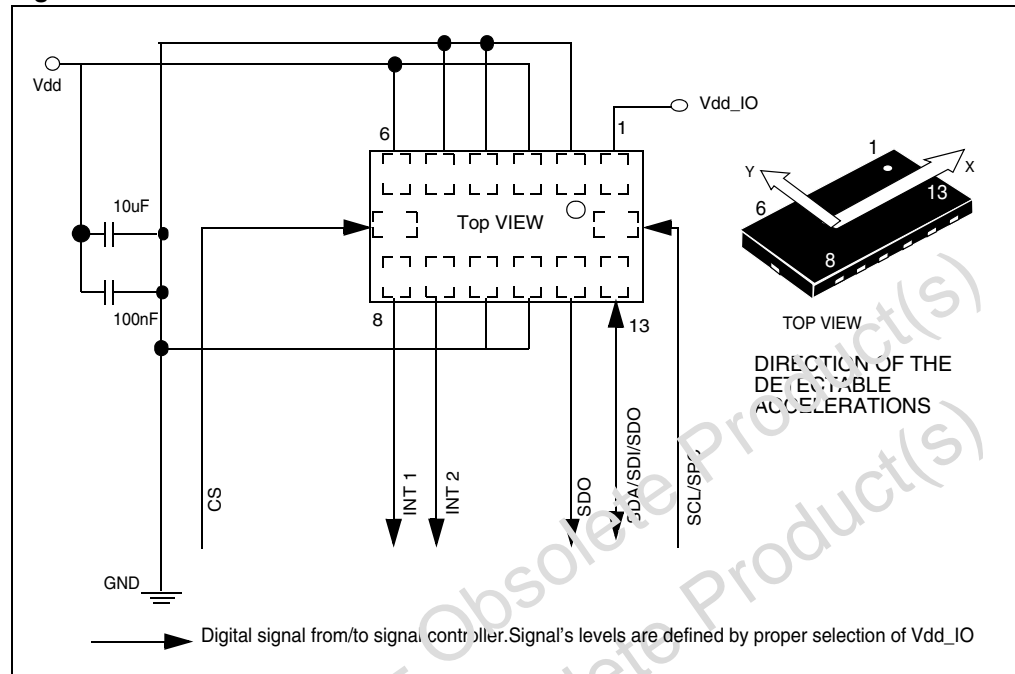 Vdd
Vdd_IO
6
1
10uF
Top VIEW
100nF
8
13
1
Y
X
6
13
8
TOP VIEW
DIRECTION OF THE
DETECTABLE
ACCELERATIONS
CS
INT 1
INT 2
SDO
SDA/SDI/SDO
SCL/SPC
GND
Digital signal from/to signal controller.Signal's levels are defined by proper selection of Vdd_IO
Obsolete Product(s)
Obsolete Product(s)